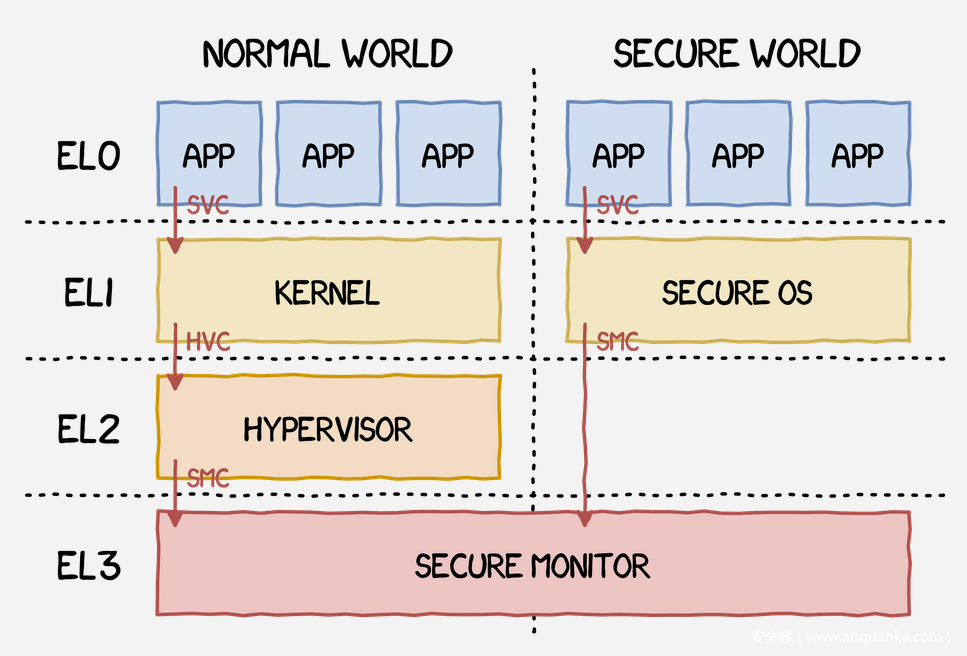 NORMAL WORLD SECURE WORLD
EL0 APP APP APP APP APP APP
SVC SVC
EL1 KERNEL SECURE OS
HVC SMC
EL2 HYPERVISOR
SMC
EL3 SECURE MONITOR
安全客（www.anquanke.com）